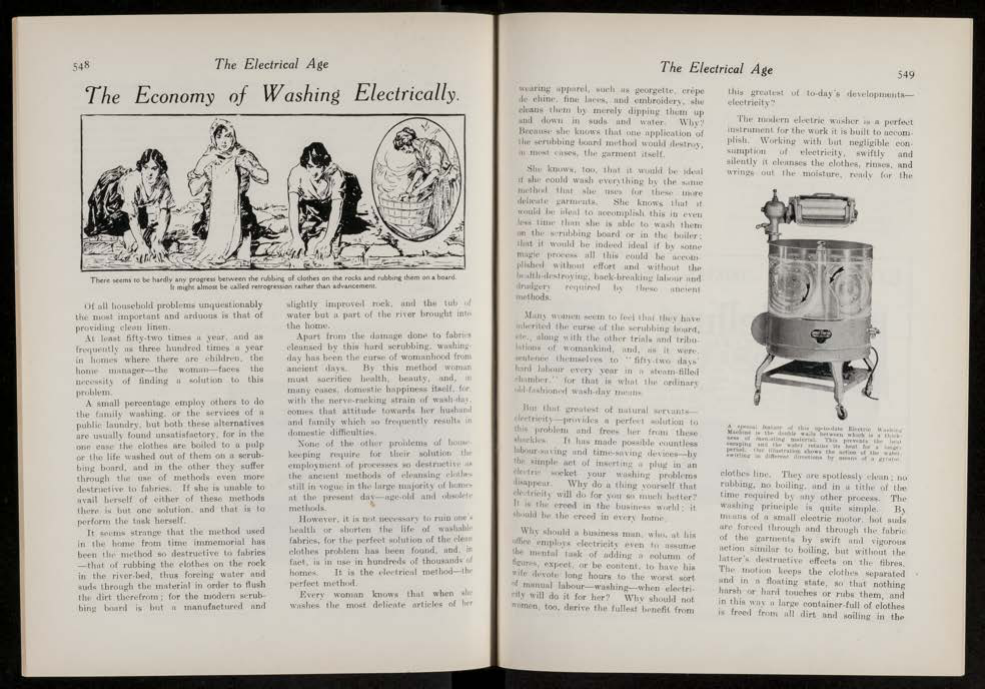 548
The Electrical Age
The Economy of Washing Electrically.
There seems to be hardly any progress between the rubbing of clothes on the rocks and rubbing them on a board.
It might almost be called retrogression rather than advancement.
Of all household problems unquestionably
the most important and arduous is that of
providing clean linen.
At least fifty-two times a year, and as
frequently as three hundred times a year
in homes where there are children, the
home manager—the woman—faces the
necessity of finding a solution to this
problem.
A small percentage employ others to do
the family washing, or the services of a
public laundry, but both these alternatives
are usually found unsatisfactory, for in the
one case the clothes are boiled to a pulp
or the life washed out of them on a scrub-
bing board, and in the other they suffer
through the use of methods even more
destructive to fabrics. If she is unable to
avail herself of either of these methods
there is but one solution, and that is to
perform the task herself.
It seems strange that the method used
in the home from time immemorial has
been the method so destructive to fabrics
—that of rubbing the clothes on the rock
in the river-bed, thus forcing water and
suds through the material in order to flush
the dirt therefrom; for the modern scrub-
bing board is but a manufactured and
slightly improved rock, and the tub of
water but a part of the river brought into
the home.
Apart from the damage done to fabrics
cleansed by this hard scrubbing, washing-
day has been the curse of womanhood from
ancient days. By this method woman
must sacrifice health, beauty, and, in
many cases, domestic happiness itself, for
with the nerve-racking strain of wash-day,
comes that attitude towards her husband
and family which so frequently results in
domestic difficulties.
None of the other problems of house-
keeping require for their solution the
employment of processes so destructive as
the ancient methods of cleansing clothes
still in vogue in the large majority of homes
at the present day—age-old and obsolete
methods.
However, it is not necessary to ruin one's
health or shorten the life of washable
fabrics, for the perfect solution of the clean
clothes problem has been found, and, in
fact, is in use in hundreds of thousands of
homes. It is the electrical method—the
perfect method.
Every woman knows that when she
washes the most delicate articles of her
The Electrical Age
549
wearing apparel, such as georgette, crêpe
de chine, fine laces, and embroidery, she
cleans them by merely dipping them up
and down in suds and water. Why?
Because she knows that one application of
the scrubbing board method would destroy,
in most cases, the garment itself.
She knows, too, that it would be ideal
if she could wash everything by the same
method that she uses for these more
delicate garments. She knows that it
would be ideal to accomplish this in even
less time than she is able to wash them
on the scrubbing board or in the boiler;
that it would be indeed ideal if by some
magic process all this could be accom-
plished without effort and without the
health-destroying, back-breaking labour and
drudgery required by these ancient
methods.
Many women seem to feel that they have
inherited the curse of the scrubbing board,
etc., along with the other trials and tribu-
lations of womankind, and, as it were,
sentence themselves to "fifty-two days'
hard labour every year in a steam-filled
chamber," for that is what the ordinary
old-fashioned wash-day means.
But that greatest of natural servants—
electricity—provides a perfect solution to
this problem and frees her from these
shackles. It has made possible countless
labour-saving and time-saving devices—by
the simple act of inserting a plug in an
electric socket your washing problems
disappear. Why do a thing yourself that
electricity will do for you so much better?
It is the creed in the business world; it
should be the creed in every home.
Why should a business man, who, at his
office employs electricity even to assume
the mental task of adding a column of
figures, expect, or be content, to have his
wife devote long hours to the worst sort
of manual labour—washing—when electri-
city will do it for her? Why should not
women, too, derive the fullest benefit from
this greatest of to-day's developments—
electricity?
The modern electric washer is a perfect
instrument for the work it is built to accom-
plish. Working with but negligible con-
sumption of electricity, swiftly and
silently it cleanses the clothes, rinses, and
wrings out the moisture, ready for the
A special feature of this up-to-date Electric Washing
Machine is the double walls between which is a thick-
ness of insulating material. This prevents the heat
escaping and the water retains its heat for a longer
period. Our illustration shows the action of the water,
swirling in different directions by means of a gyrator.
clothes line. They are spotlessly clean; no
rubbing, no boiling, and in a tithe of the
time required by any other process. The
washing principle is quite simple. By
means of a small electric motor, hot suds
are forced through and through the fabric
of the garments by swift and vigorous
action similar to boiling, but without the
latter's destructive effects on the fibres.
The motion keeps the clothes separated
and in a floating state, so that nothing
harsh or hard touches or rubs them, and
in this way a large container-full of clothes
is freed from all dirt and soiling in the